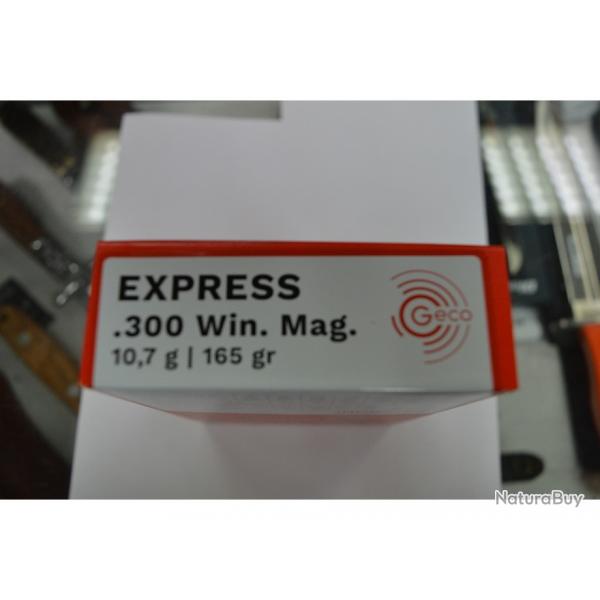 EXPRESS
.300 Win. Mag.
10,7 g | 165 gr
Geco
NaturaBuy